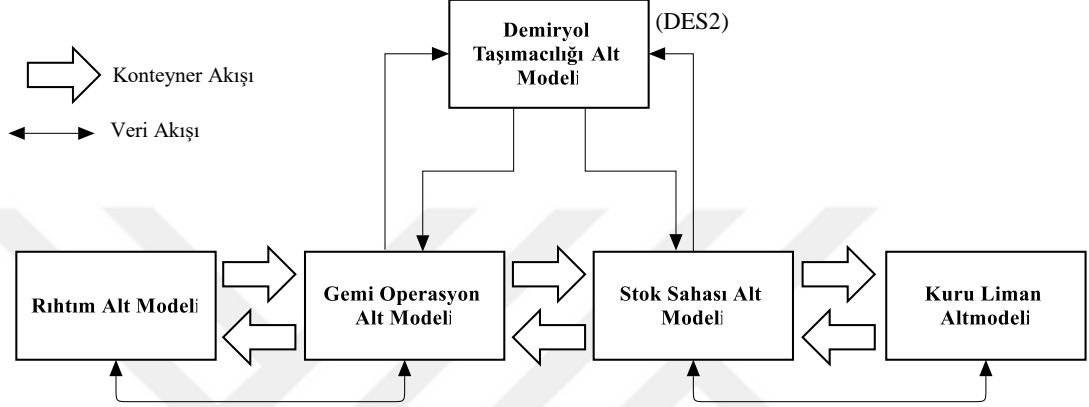 Demiryol
Taşımacılığı Alt
Modeli
(DES2)
Konteyner Akışı
Veri Akışı
Rıhtım Alt Modeli
Gemi Operasyon
Alt Modeli
Stok Sahası Alt
Modeli
Kuru Liman
Altmodeli